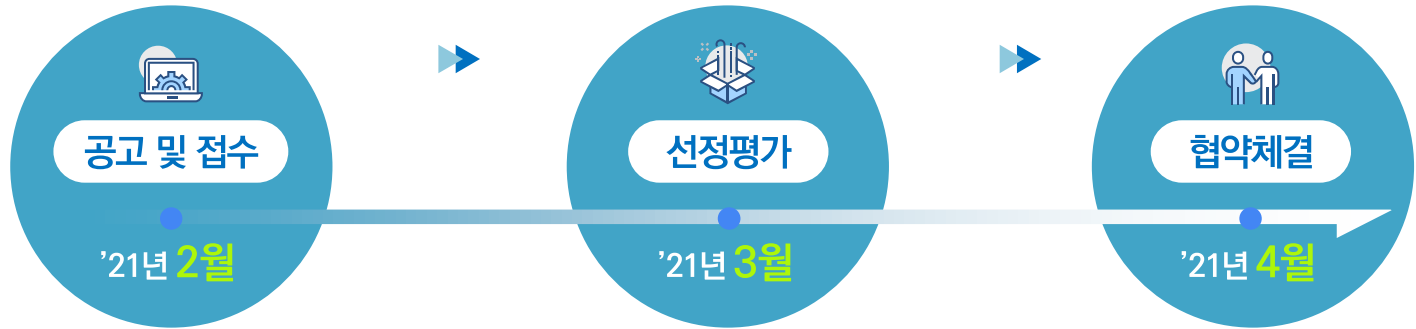 공고 및 접수
’21년 2월
선정평가
’21년 3월
협약체결
’21년 4월